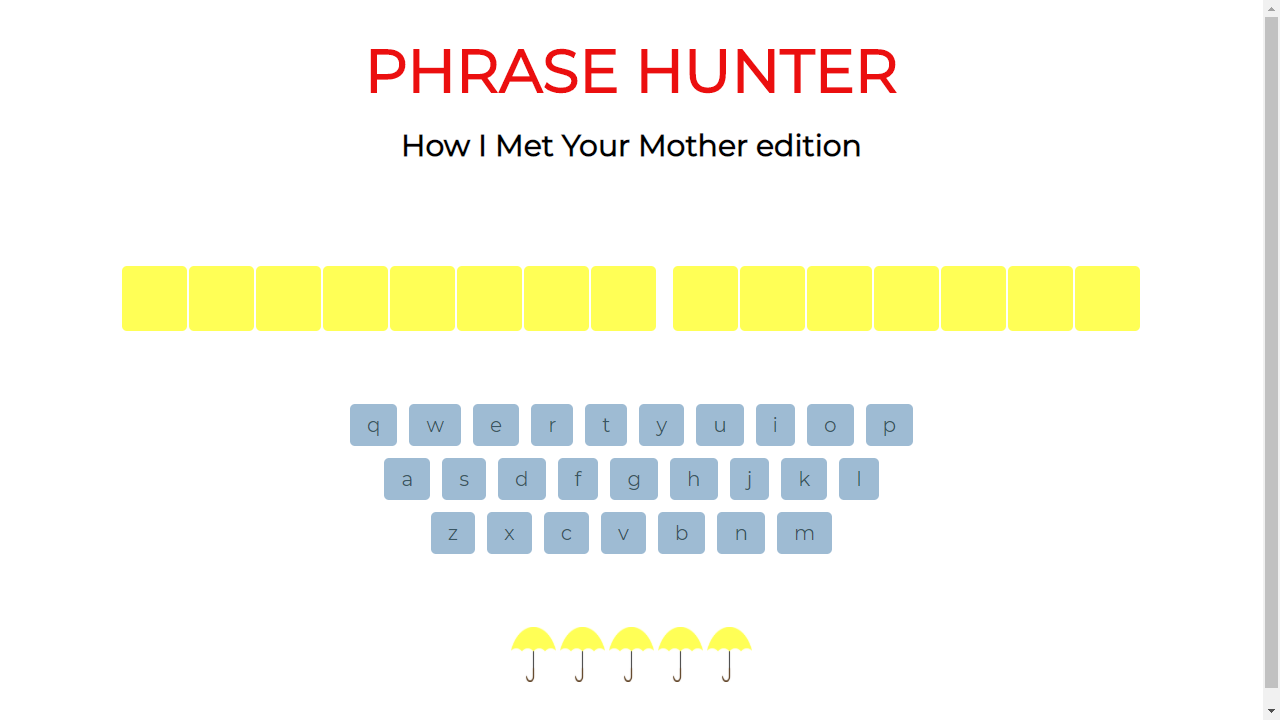 PHRASE HUNTER
How I Met Your Mother edition
q w e r t y u i o p
a s d f g h j k l
z x c v b n m